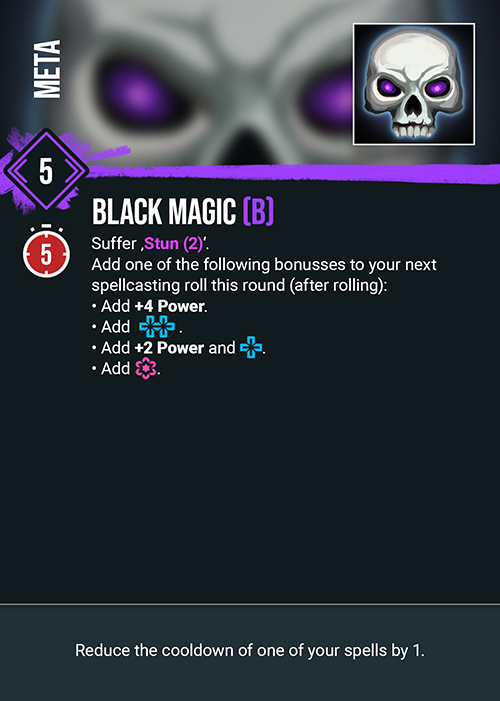 META
5
BLACK MAGIC (B)
5
Suffer ‚Stun (2)‘.
Add one of the following bonusses to your next
spellcasting roll this round (after rolling):
• Add +4 Power.
• Add .
• Add +2 Power and .
• Add .
Reduce the cooldown of one of your spells by 1.